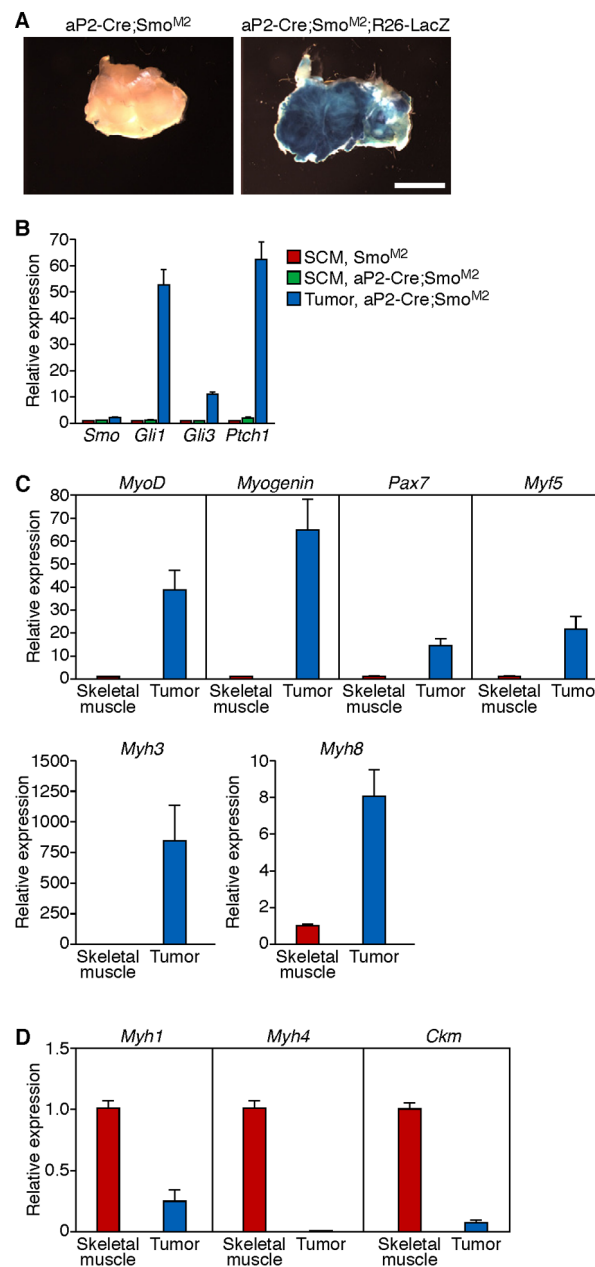 A
aP2-Cre;SmoM2
aP2-Cre;SmoM2;R26-LacZ
B
Relative expression
70
60
50
40
30
20
10
0
Smo
Gli1
Gli3
Ptch1
SCM, SmoM2
SCM, aP2-Cre;SmoM2
Tumor, aP2-Cre;SmoM2
C
MyoD
Myogenin
Pax7
Myf5
Relative expression
80
70
60
50
40
30
20
10
0
Skeletal
muscle
Tumor
Skeletal
muscle
Tumor
Skeletal
muscle
Tumor
Skeletal
muscle
Tumo
Myh3
Relative expression
1500
1250
1000
750
500
250
0
Skeletal
muscle
Tumor
Myh8
Relative expression
10
8
6
4
2
0
Skeletal
muscle
Tumor
D
Myh1
Myh4
Ckm
Relative expression
1.5
1.0
0.5
0
Skeletal
muscle
Tumor
Skeletal
muscle
Tumor
Skeletal
muscle
Tumor